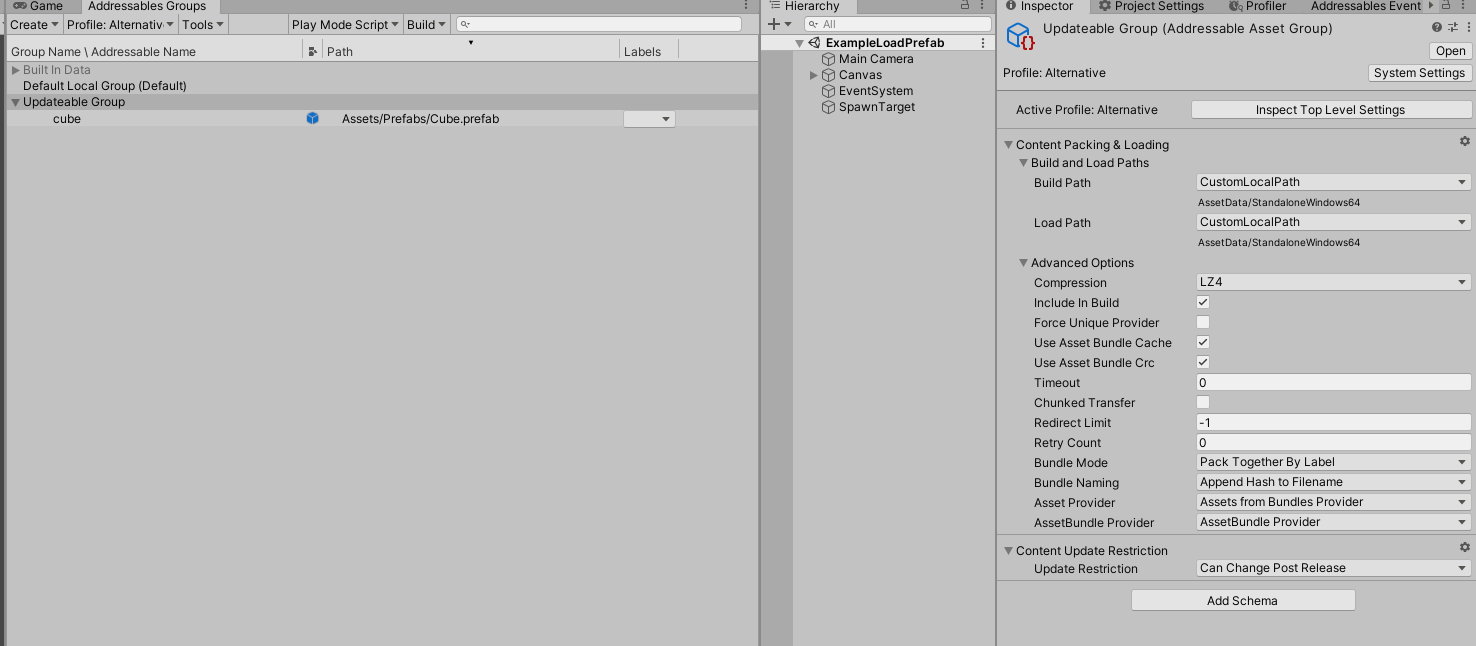 Game
Addressables Groups
Create
Profile: Alternativ
Tools
Play Mode Script
Build
Group Name \ Addressable Name
Path
Labels
Built In Data
Default Local Group (Default)
Updateable Group
cube
Assets/Prefabs/Cube.prefab
Hierarchy
All
ExampleLoadPrefab
Main Camera
Canvas
EventSystem
SpawnTarget
Inspector
Project Settings
Profiler
Addressables Event
Updateable Group (Addressable Asset Group)
Open
Profile: Alternative
System Settings
Active Profile: Alternative
Inspect Top Level Settings
Content Packing & Loading
Build and Load Paths
Build Path
CustomLocalPath
AssetData/StandaloneWindows64
Load Path
CustomLocalPath
AssetData/StandaloneWindows64
Advanced Options
Compression
LZ4
Include In Build
Force Unique Provider
Use Asset Bundle Cache
Use Asset Bundle Crc
Timeout
0
Chunked Transfer
Redirect Limit
-1
Retry Count
0
Bundle Mode
Pack Together By Label
Bundle Naming
Append Hash to Filename
Asset Provider
Assets from Bundles Provider
AssetBundle Provider
AssetBundle Provider
Content Update Restriction
Update Restriction
Can Change Post Release
Add Schema